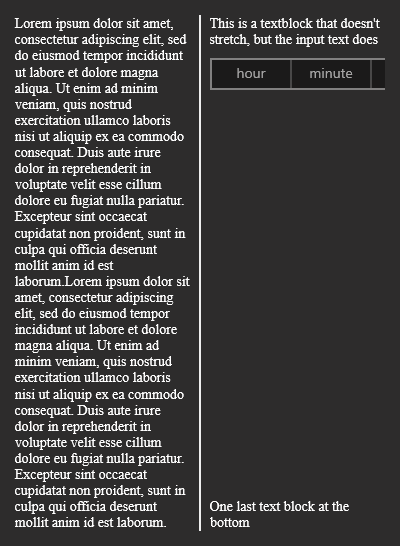 Lorem ipsum dolor sit amet,
consectetur adipiscing elit, sed
do eiusmod tempor incididunt
ut labore et dolore magna
aliqua. Ut enim ad minim
veniam, quis nostrud
exercitation ullamco laboris
nisi ut aliquip ex ea commodo
consequat. Duis aute irure
dolor in reprehenderit in
voluptate velit esse cillum
dolore eu fugiat nulla pariatur.
Excepteur sint occaecat
cupidatat non proident, sunt in
culpa qui officia deserunt
mollit anim id est
laborum.Lorem ipsum dolor sit
amet, consectetur adipiscing
elit, sed do eiusmod tempor
incididunt ut labore et dolore
magna aliqua. Ut enim ad
minim veniam, quis nostrud
exercitation ullamco laboris
nisi ut aliquip ex ea commodo
consequat. Duis aute irure
dolor in reprehenderit in
voluptate velit esse cillum
dolore eu fugiat nulla pariatur.
Excepteur sint occaecat
cupidatat non proident, sunt in
culpa qui officia deserunt
mollit anim id est laborum.
This is a textblock that doesn't
stretch, but the input text does
hour minute
One last text block at the
bottom